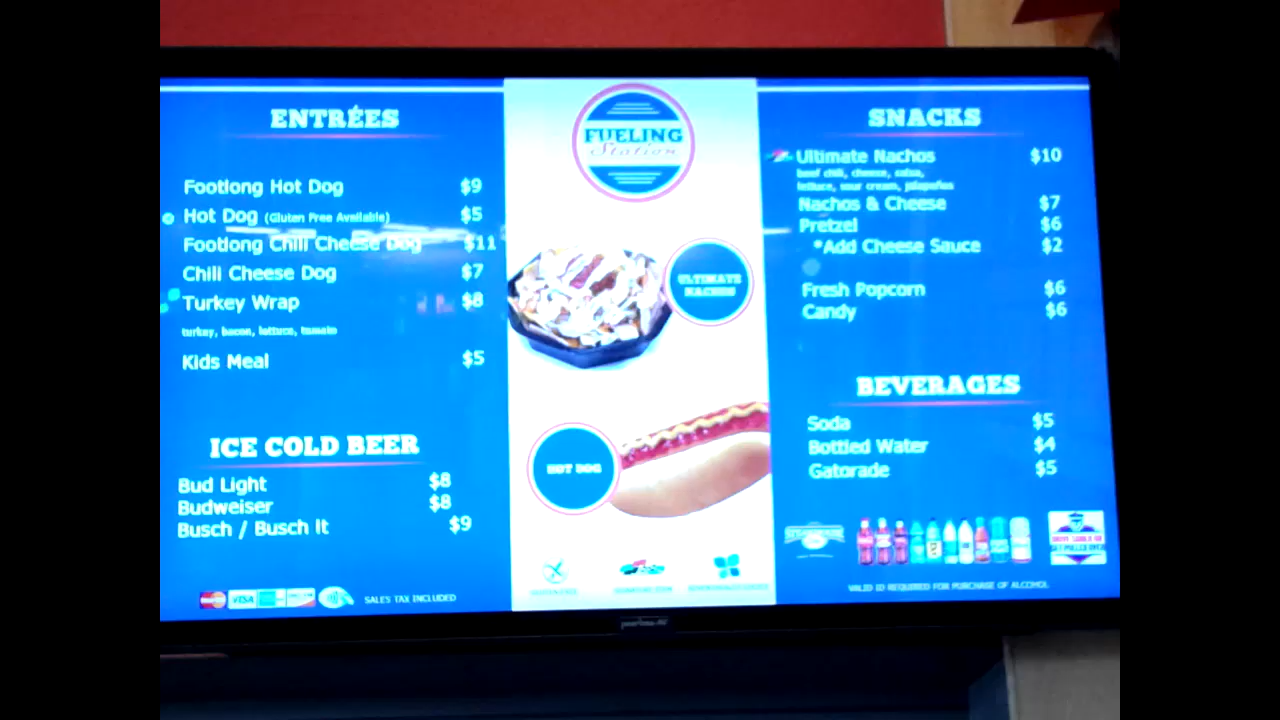 ENTRÉES
Footlong Hot Dog $9
Hot Dog (Gluten Free Available) $5
Footlong Chili Cheese Dog $11
Chili Cheese Dog $7
Turkey Wrap $8
turkey, bacon, lettuce, tomato
Kids Meal $5
ICE COLD BEER
Bud Light $8
Budweiser $8
Busch / Busch lt $9
VISA
SALES TAX INCLUDED
FUELING
Station
ULTIMATE
NACHOS
HOT DOG
SNACKS
Ultimate Nachos $10
beef chili, cheese, salsa,
lettuce, sour cream, jalapeños
Nachos & Cheese $7
Pretzel $6
*Add Cheese Sauce $2
Fresh Popcorn $6
Candy $6
BEVERAGES
Soda $5
Bottled Water $4
Gatorade $5
VALID ID REQUIRED FOR PURCHASE OF ALCOHOL
peerless-AV